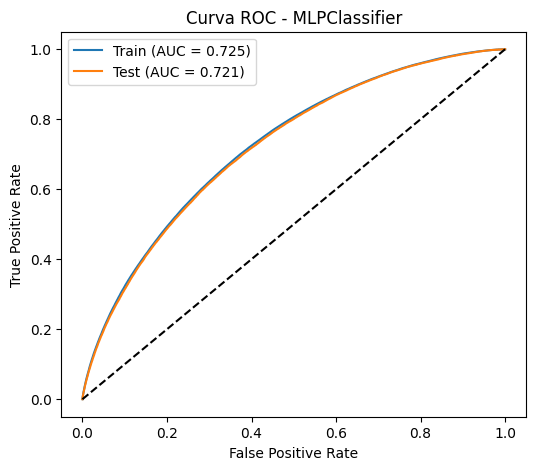 Curva ROC - MLPClassifier
Train (AUC = 0.725)
Test (AUC = 0.721)
True Positive Rate
1.0
0.8
0.6
0.4
0.2
0.0
0.0 0.2 0.4 0.6 0.8 1.0
False Positive Rate